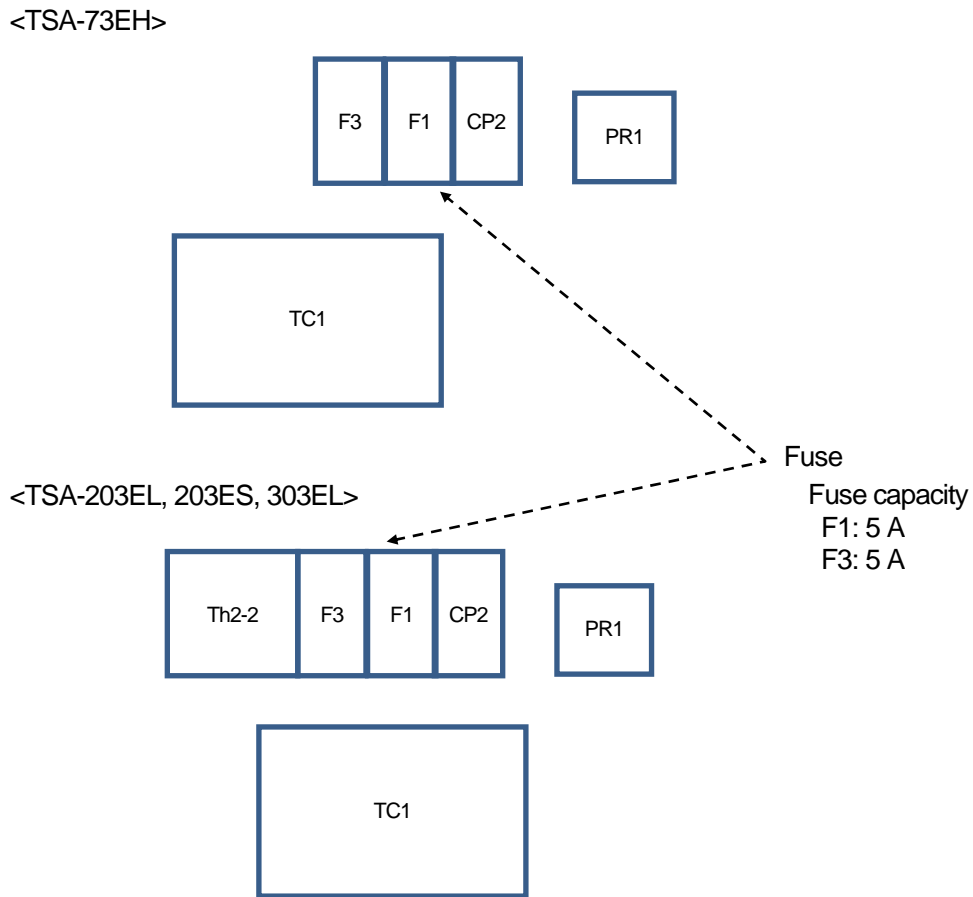 <TSA-73EH>
F3 F1 CP2 PR1
TC1
Fuse
Fuse capacity
F1: 5 A
F3: 5 A
<TSA-203EL, 203ES, 303EL>
Th2-2 F3 F1 CP2 PR1
TC1